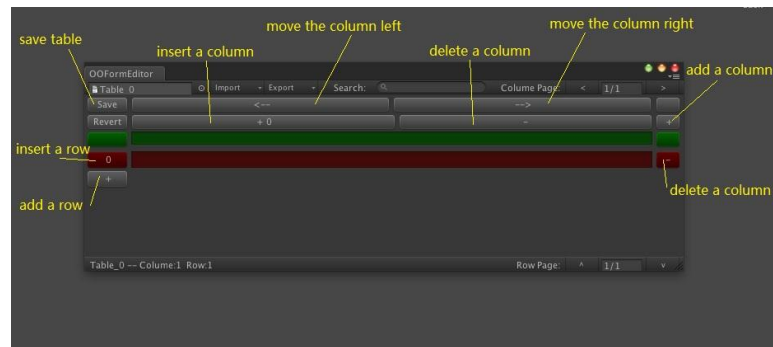 move the column left
move the column right
save table
insert a column
delete a column
OOFormEditor
add a column
Table 0
Import
Export
Search:
Colume Page:
<
1/1
>
Save
<--
-->
Revert
+ 0
-
+
insert a row
0
-
+
delete a column
add a row
Table_0 -- Colume:1 Row:1
Row Page:
^
1/1
v